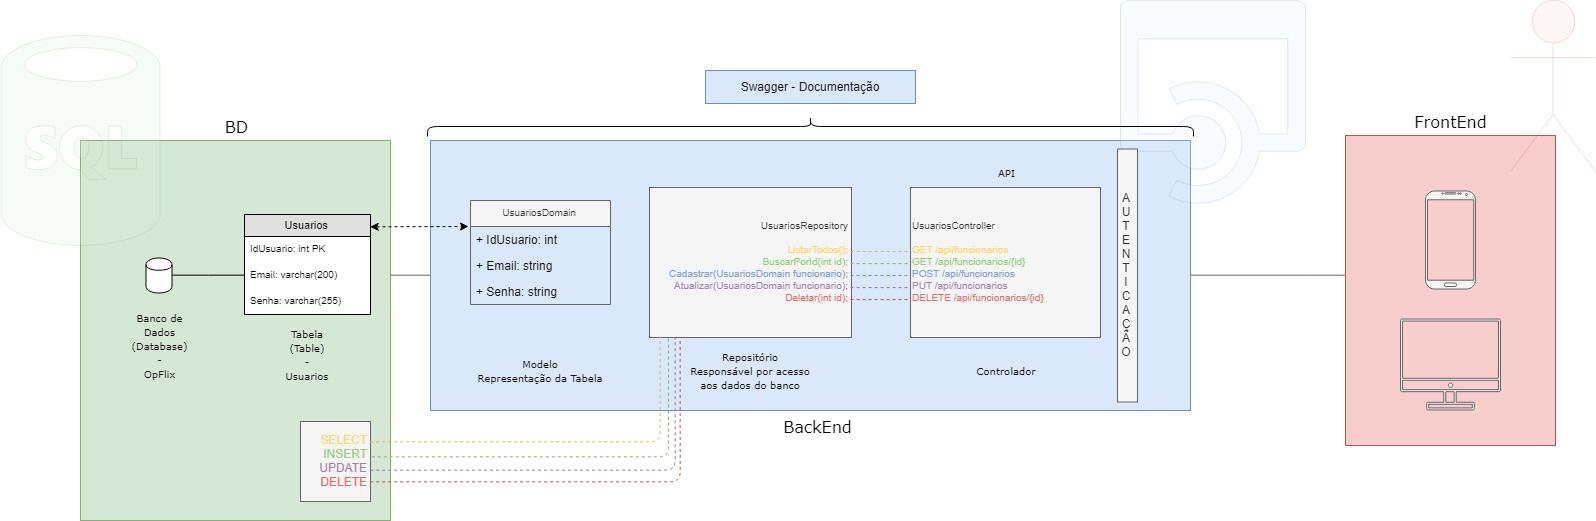 Swagger - Documentação
BD
SQL
Usuarios
IdUsuario: int PK
Email: varchar(200)
Senha: varchar(255)
Banco de
Dados
(Database)
-
OpFlix
Tabela
(Table)
-
Usuarios
SELECT
INSERT
UPDATE
DELETE
UsuariosDomain
+ IdUsuario: int
+ Email: string
+ Senha: string
Modelo
Representação da Tabela
UsuariosRepository
ListarTodos();
BuscarPorId(int id);
Cadastrar(UsuariosDomain funcionario);
Atualizar(UsuariosDomain funcionario);
Deletar(int id);
Repositório
Responsável por acesso
aos dados do banco
API
UsuariosController
GET /api/funcionarios
GET /api/funcionarios/{id}
POST /api/funcionarios
PUT /api/funcionarios
DELETE /api/funcionarios/{id}
Controlador
AUTENTICAÇÃO
BackEnd
FrontEnd